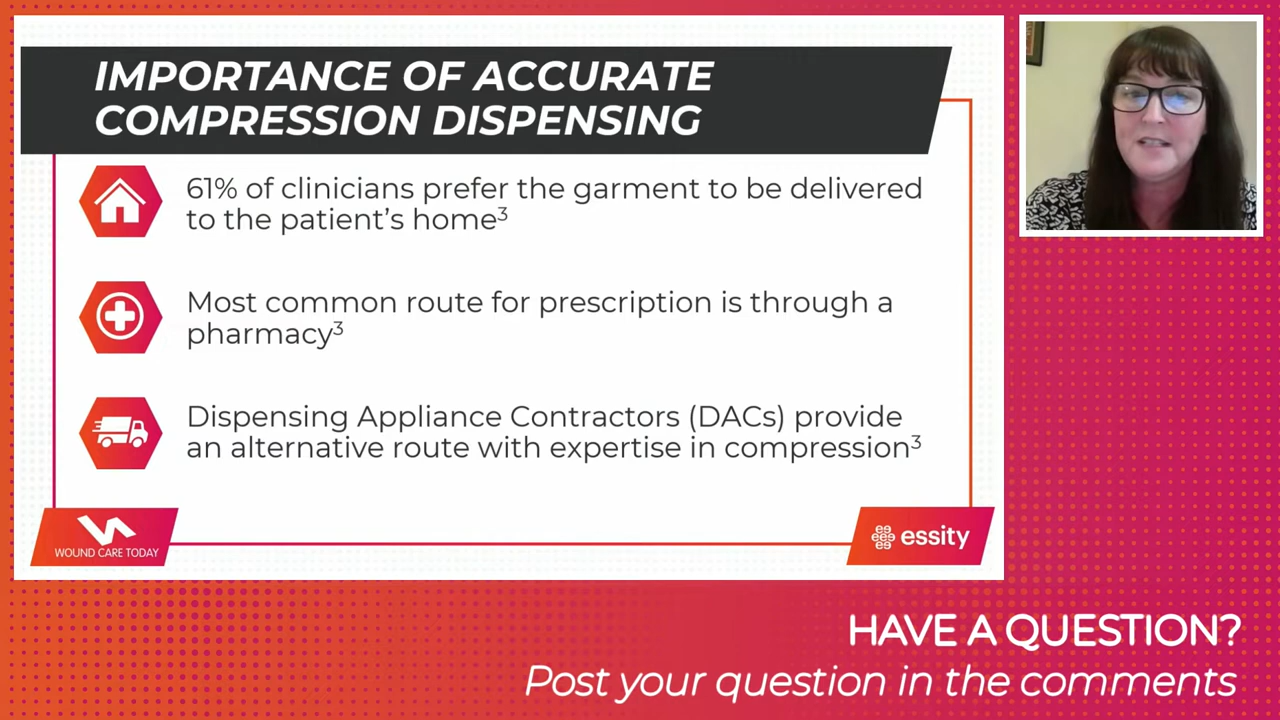 IMPORTANCE OF ACCURATE
COMPRESSION DISPENSING
61% of clinicians prefer the garment to be delivered
to the patient's home³
Most common route for prescription is through a
pharmacy³
Dispensing Appliance Contractors (DACs) provide
an alternative route with expertise in compression³
WOUND CARE TODAY
essity
HAVE A QUESTION?
Post your question in the comments